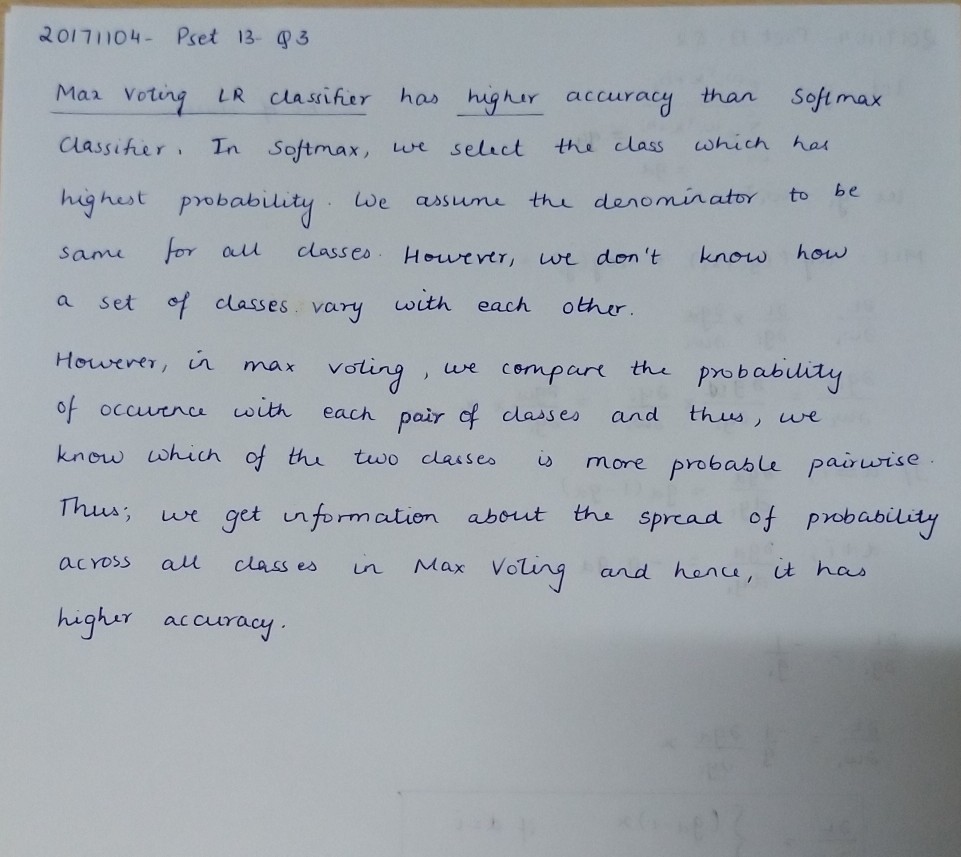 20171104- Pset 13- Q3
Max Voting LR classifier has higher accuracy than Softmax
Classifier. In Softmax, we select the class which has
highest probability. We assume the denominator to be
same for all classes. However, we don't know how
a set of classes vary with each other.
However, in max voting, we compare the probability
of occurence with each pair of classes and thus, we
know which of the two classes is more probable pairwise.
Thus, we get information about the spread of probability
across all classes in Max Voting and hence, it has
higher accuracy.